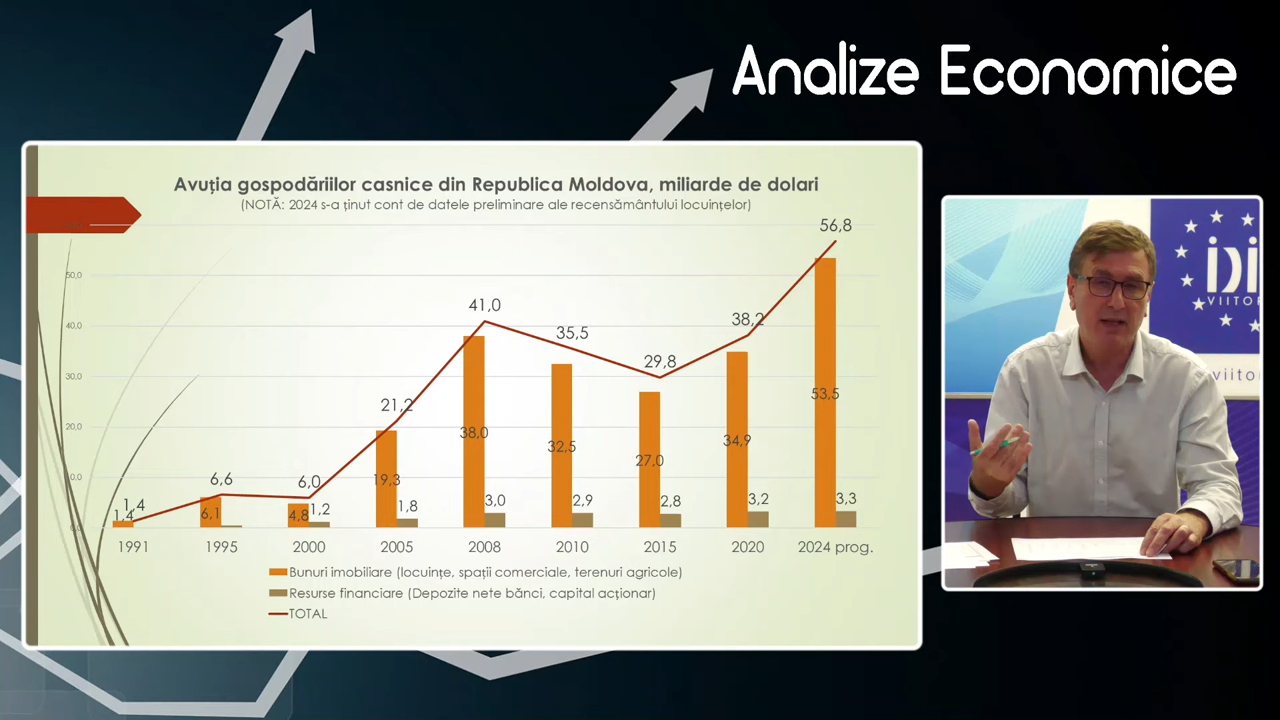 Analize Economice
Avuția gospodăriilor casnice din Republica Moldova, miliarde de dolari
(NOTĂ: 2024 s-a ținut cont de datele preliminare ale recensământului locuințelor)
56,8
50,0
41,0
40,0
38,2
35,5
30,0
29,8
53,5
21,2
20,0
38,0
34,9
32,5
27,0
6,6
6,0
19,3
1,4
1,4
6,1
4,8
1,2
1,8
3,0
2,9
2,8
3,2
3,3
1991 1995 2000 2005 2008 2010 2015 2020 2024 prog.
Bunuri imobiliare (locuințe, spații comerciale, terenuri agricole)
Resurse financiare (Depozite nete bănci, capital acționar)
TOTAL
IDI
VIITOR
viitor